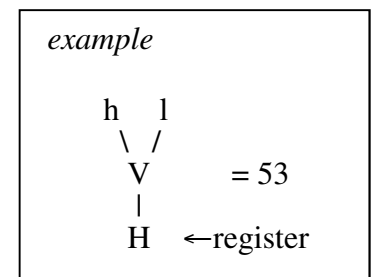 example
h l
\ /
V = 53
|
H ←register